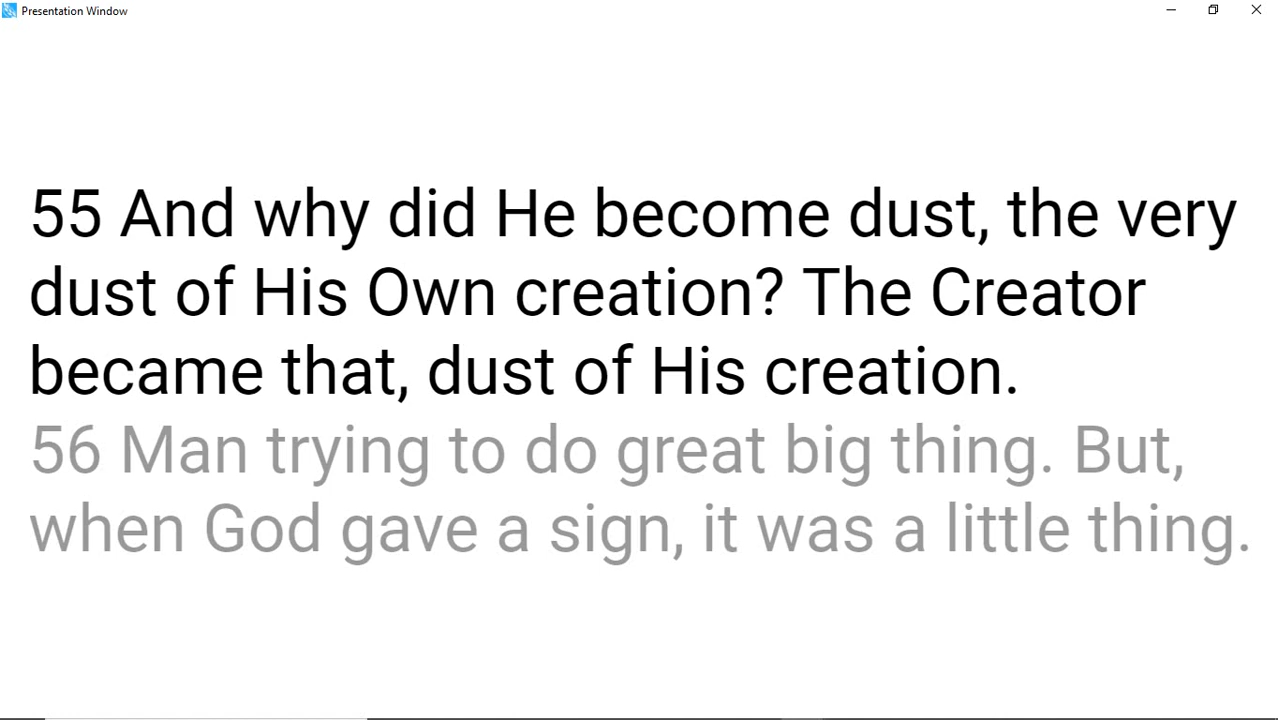 Presentation Window
55 And why did He become dust, the very
dust of His Own creation? The Creator
became that, dust of His creation.
56 Man trying to do great big thing. But,
when God gave a sign, it was a little thing.